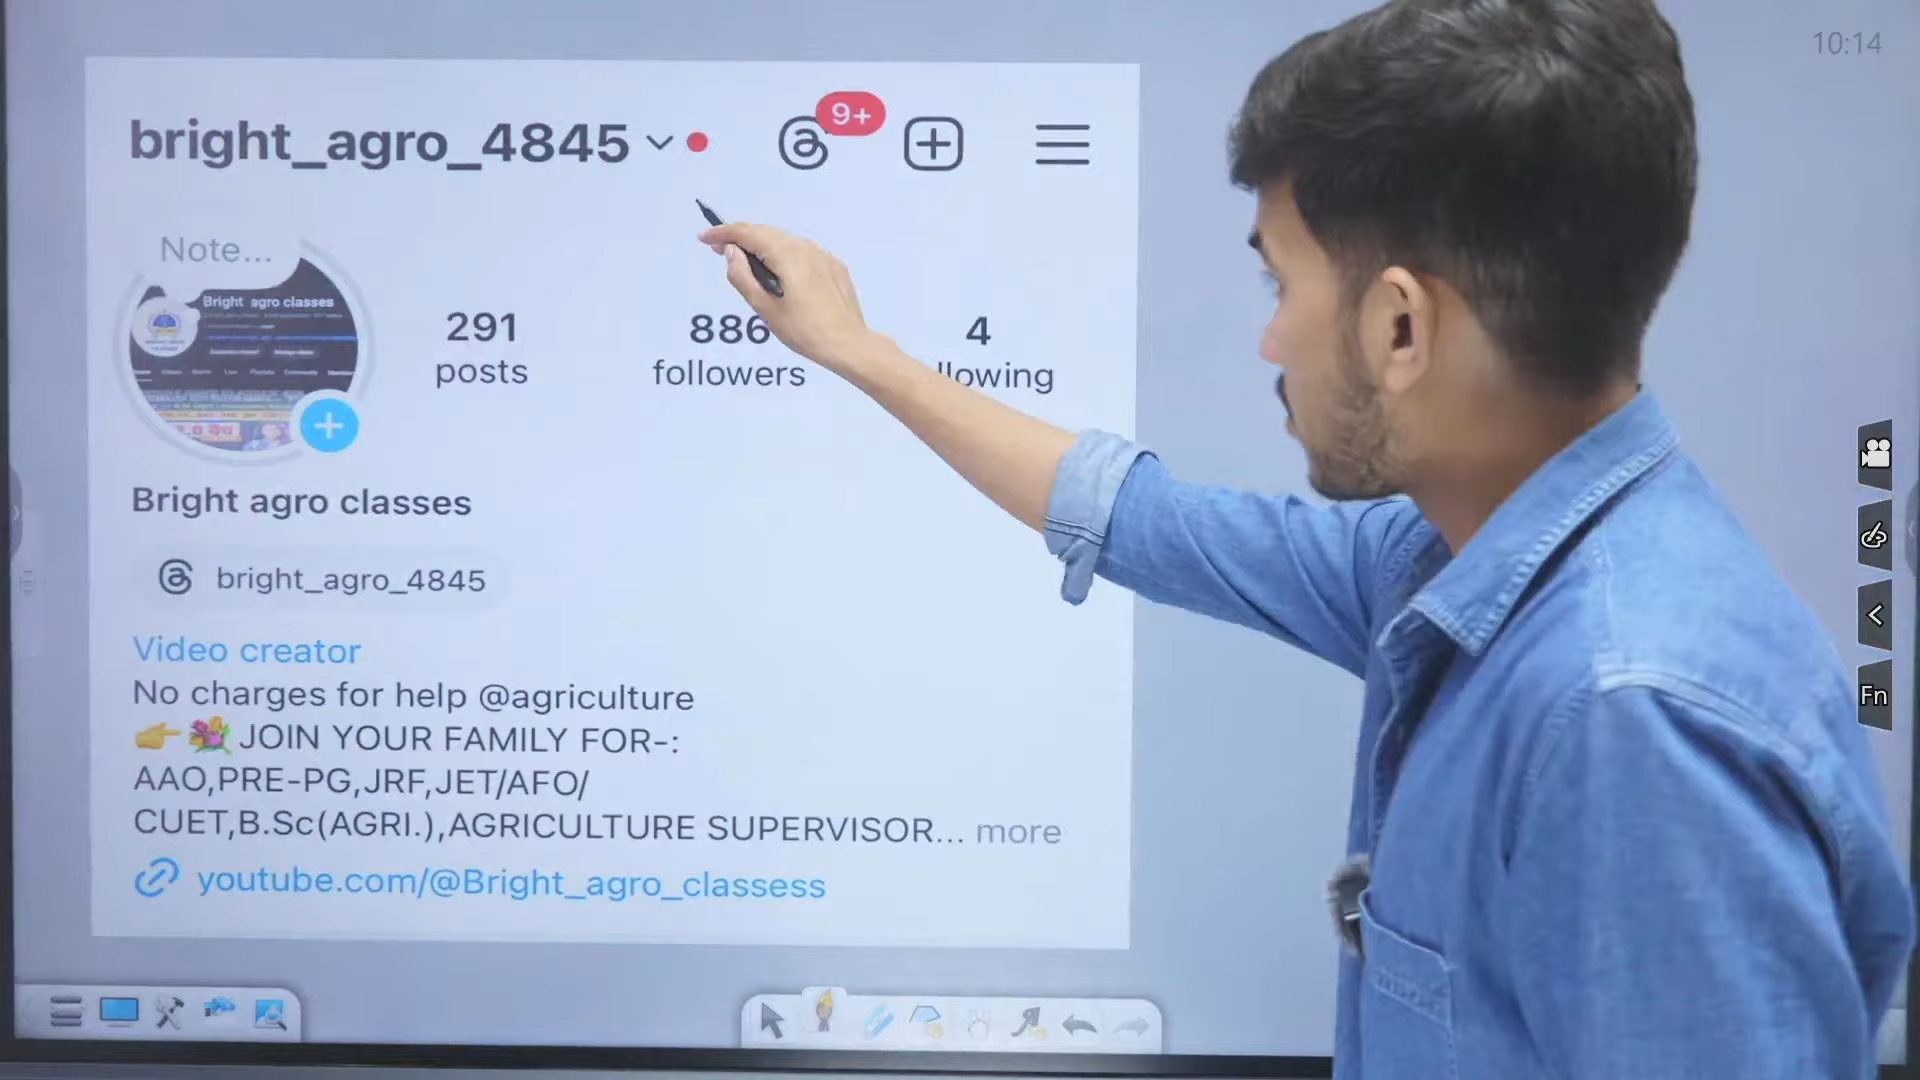 10:14
bright_agro_4845
9+
Note...
Bright agro classes
291
posts
886
followers
4
llowing
Bright agro classes
bright_agro_4845
Video creator
No charges for help @agriculture
👉💐JOIN YOUR FAMILY FOR-:
AAO,PRE-PG,JRF,JET/AFO/
CUET,B.Sc(AGRI.),AGRICULTURE SUPERVISOR... more
youtube.com/@Bright_agro_classess
Fn